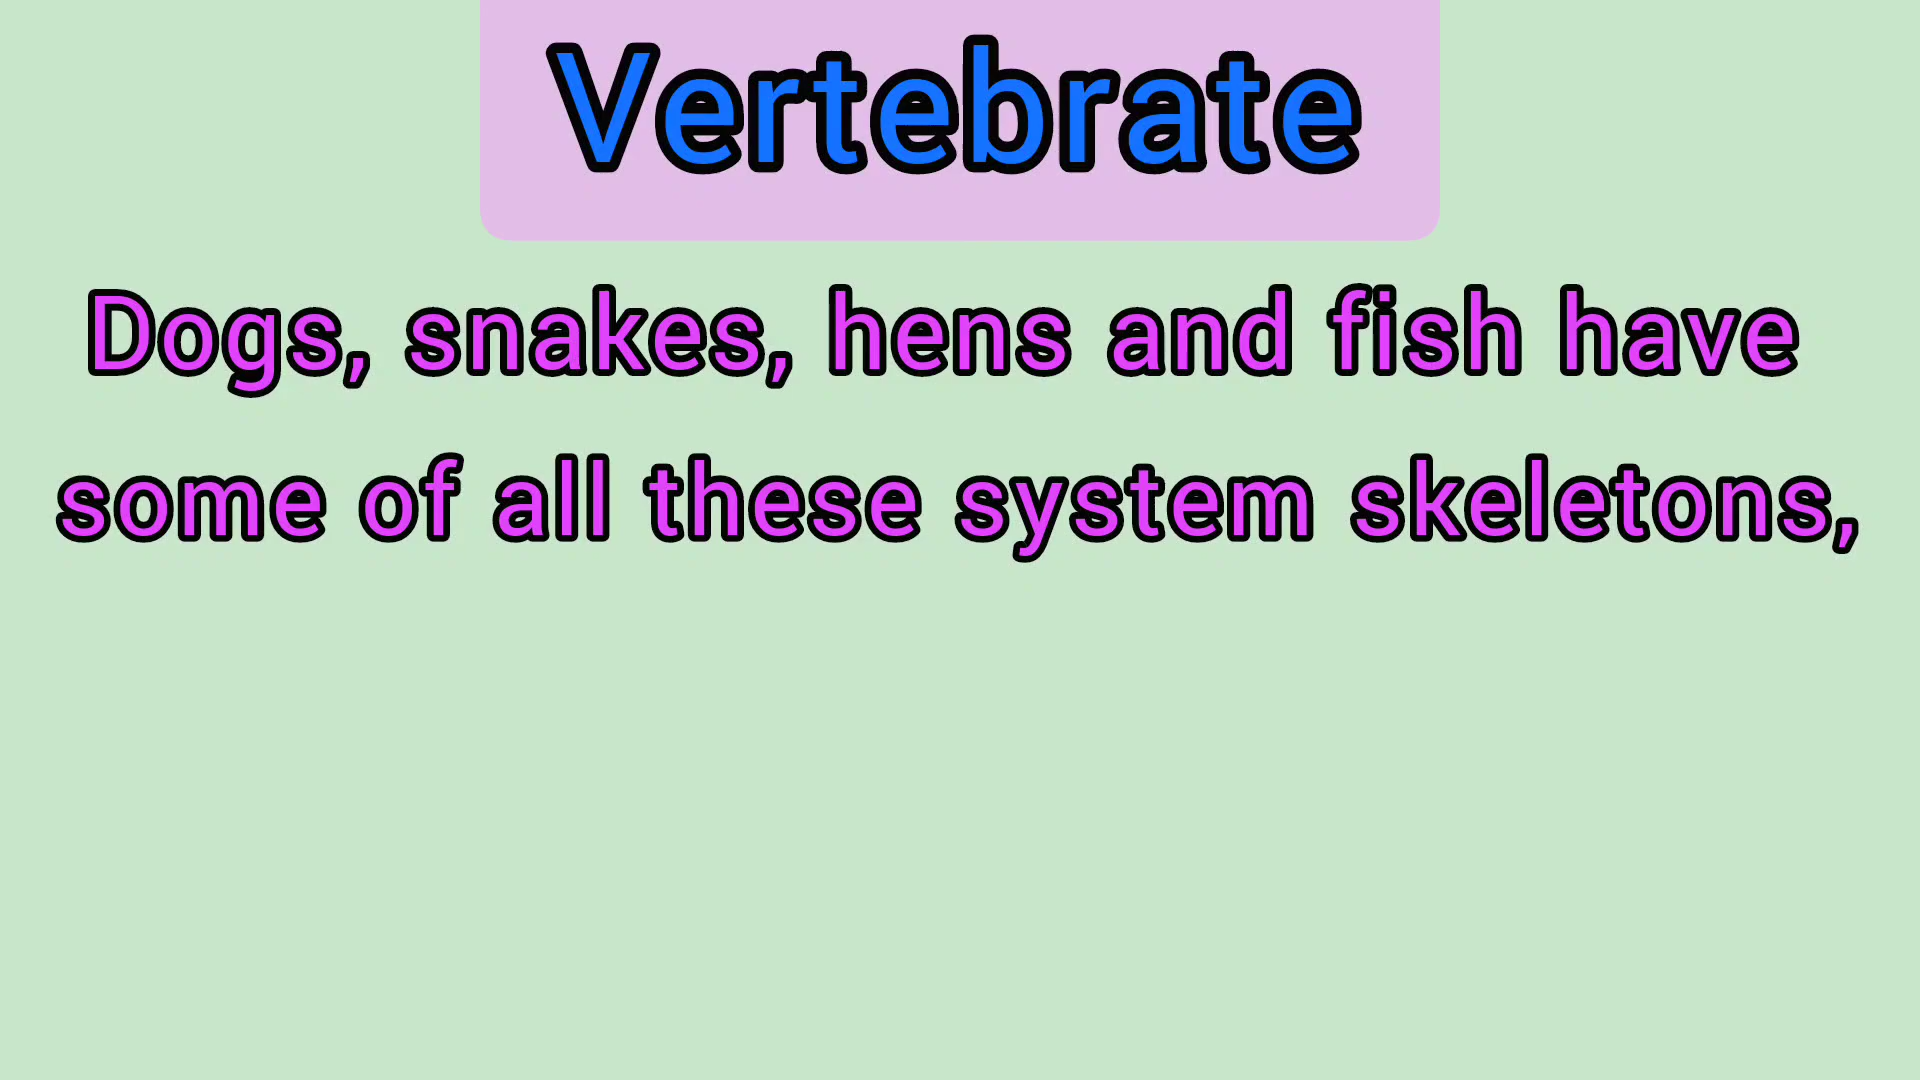 Vertebrate
Dogs, snakes, hens and fish have
some of all these system skeletons,